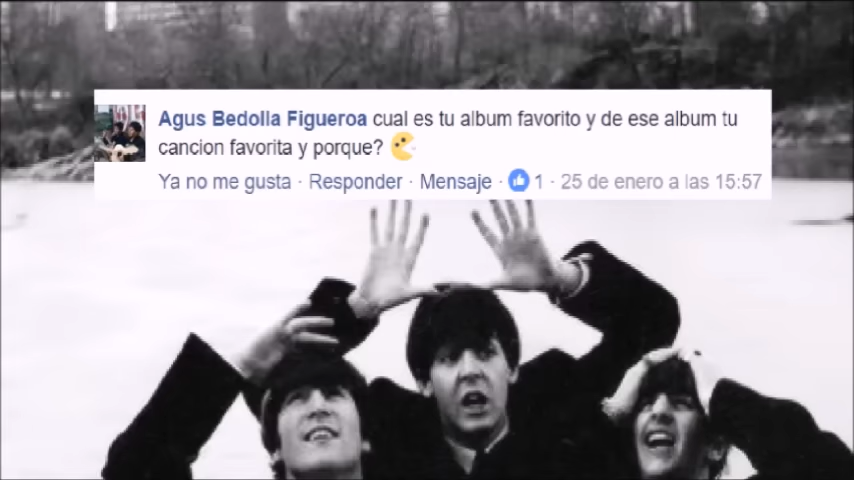 Agus Bedolla Figueroa cual es tu album favorito y de ese album tu
cancion favorita y porque?
Ya no me gusta · Responder · Mensaje · 1 · 25 de enero a las 15:57